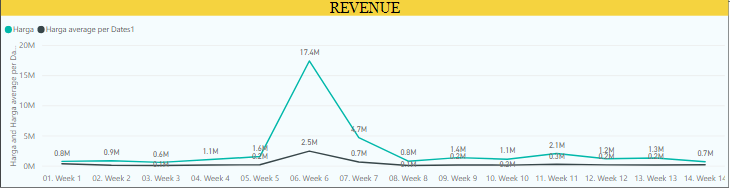 REVENUE
Harga Harga average per Dates1
Harga and Harga average per Da...
20M
15M
10M
5M
0M
0.8M 0.9M 0.6M 1.1M 1.6M 17.4M 4.7M 0.8M 1.4M 1.1M 2.1M 1.2M 1.3M 0.7M
0.1M 0.2M 2.5M 0.7M 0.1M 0.2M 0.2M 0.3M 0.2M 0.2M
01. Week 1 02. Week 2 03. Week 3 04. Week 4 05. Week 5 06. Week 6 07. Week 7 08. Week 8 09. Week 9 10. Week 10 11. Week 11 12. Week 12 13. Week 13 14. Week 14